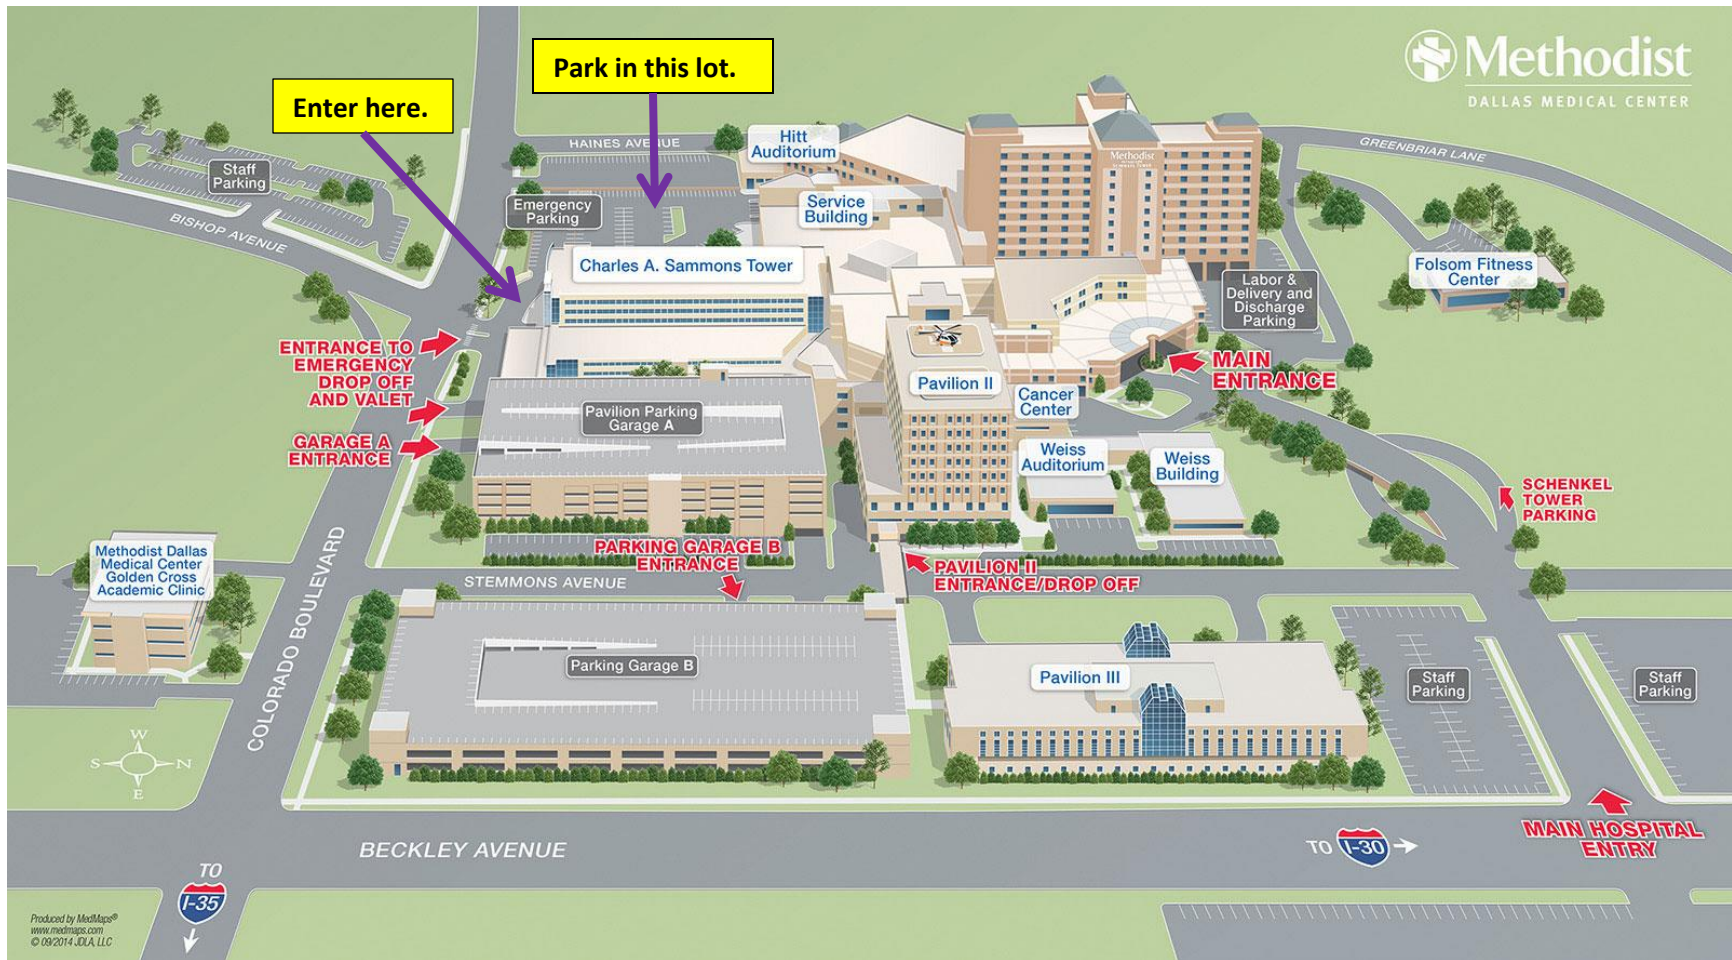 Park in this lot.
Enter here.
Methodist
DALLAS MEDICAL CENTER
HAINES AVENUE
Hitt
Auditorium
Methodist
GREENBRIAR LANE
Staff
Parking
Emergency
Parking
Service
Building
BISHOP AVENUE
Charles A. Sammons Tower
Folsom Fitness
Center
Labor &
Delivery and
Discharge
Parking
ENTRANCE TO
EMERGENCY
DROP OFF
AND VALET
MAIN
ENTRANCE
Pavilion II
Cancer
Center
Pavilion Parking
Garage A
GARAGE A
ENTRANCE
Weiss
Auditorium
Weiss
Building
SCHENKEL
TOWER
PARKING
Methodist Dallas
Medical Center
Golden Cross
Academic Clinic
PARKING GARAGE B
ENTRANCE
STEMMONS AVENUE
PAVILION II
ENTRANCE/DROP OFF
COLORADO BOULEVARD
Parking Garage B
Pavilion III
Staff
Parking
Staff
Parking
W
S N
E
MAIN HOSPITAL
ENTRY
BECKLEY AVENUE
TO I-30
TO
I-35
Produced by MedMaps®
www.medmaps.com
© 09/2014 JDLA, LLC